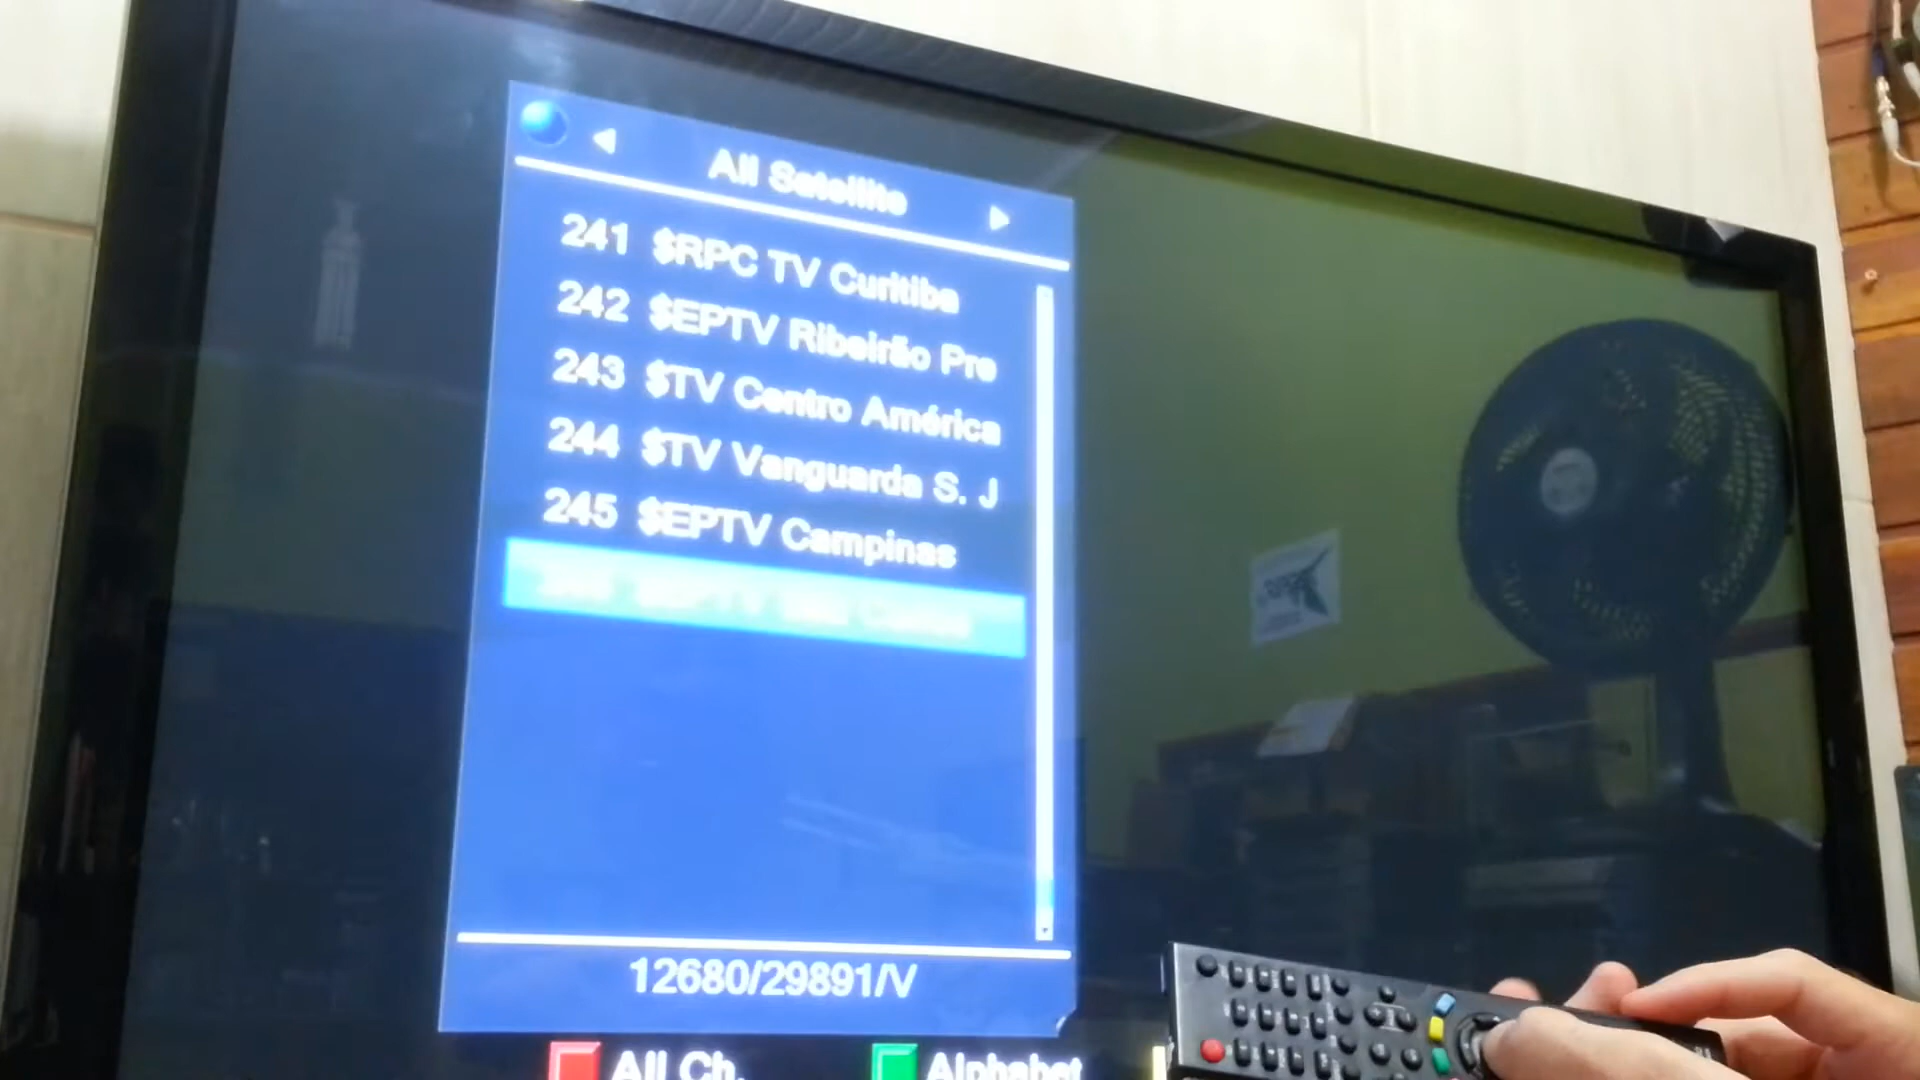 All Satellite
241 $RPC TV Curitiba
242 $EPTV Ribeirão Pre
243 $TV Centro América
244 $TV Vanguarda S. J
245 $EPTV Campinas
12680/29891/V
All Ch.
Alphabet